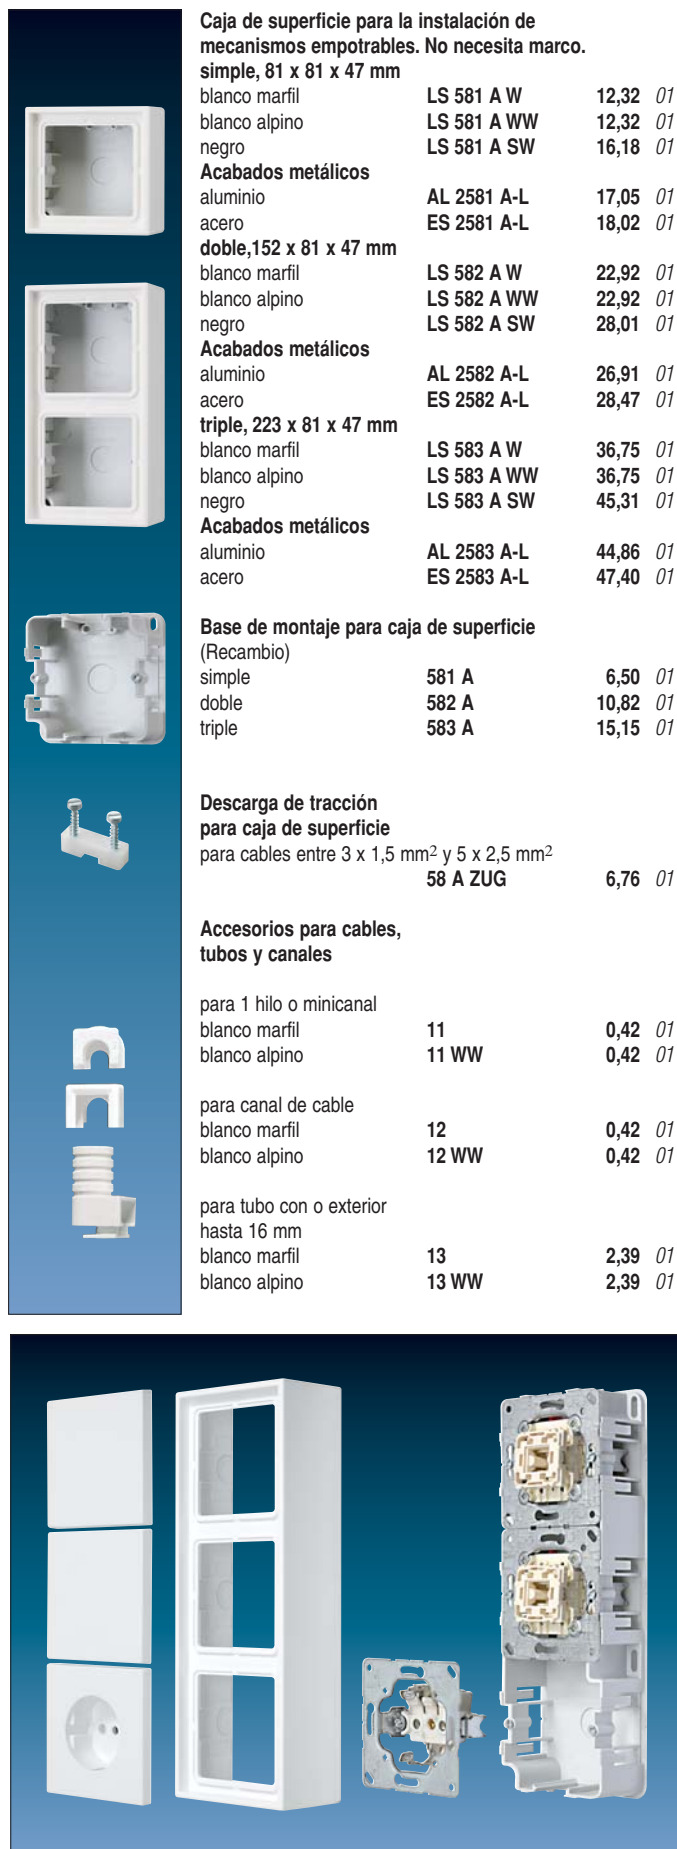 Caja de superficie para la instalación de
mecanismos empotrables. No necesita marco.
simple, 81 x 81 x 47 mm
blanco marfil LS 581 A W 12,32 01
blanco alpino LS 581 A WW 12,32 01
negro LS 581 A SW 16,18 01
Acabados metálicos
aluminio AL 2581 A-L 17,05 01
acero ES 2581 A-L 18,02 01
doble,152 x 81 x 47 mm
blanco marfil LS 582 A W 22,92 01
blanco alpino LS 582 A WW 22,92 01
negro LS 582 A SW 28,01 01
Acabados metálicos
aluminio AL 2582 A-L 26,91 01
acero ES 2582 A-L 28,47 01
triple, 223 x 81 x 47 mm
blanco marfil LS 583 A W 36,75 01
blanco alpino LS 583 A WW 36,75 01
negro LS 583 A SW 45,31 01
Acabados metálicos
aluminio AL 2583 A-L 44,86 01
acero ES 2583 A-L 47,40 01
Base de montaje para caja de superficie
(Recambio)
simple 581 A 6,50 01
doble 582 A 10,82 01
triple 583 A 15,15 01
Descarga de tracción
para caja de superficie
para cables entre 3 x 1,5 mm² y 5 x 2,5 mm²
58 A ZUG 6,76 01
Accesorios para cables,
tubos y canales
para 1 hilo o minicanal
blanco marfil 11 0,42 01
blanco alpino 11 WW 0,42 01
para canal de cable
blanco marfil 12 0,42 01
blanco alpino 12 WW 0,42 01
para tubo con o exterior
hasta 16 mm
blanco marfil 13 2,39 01
blanco alpino 13 WW 2,39 01